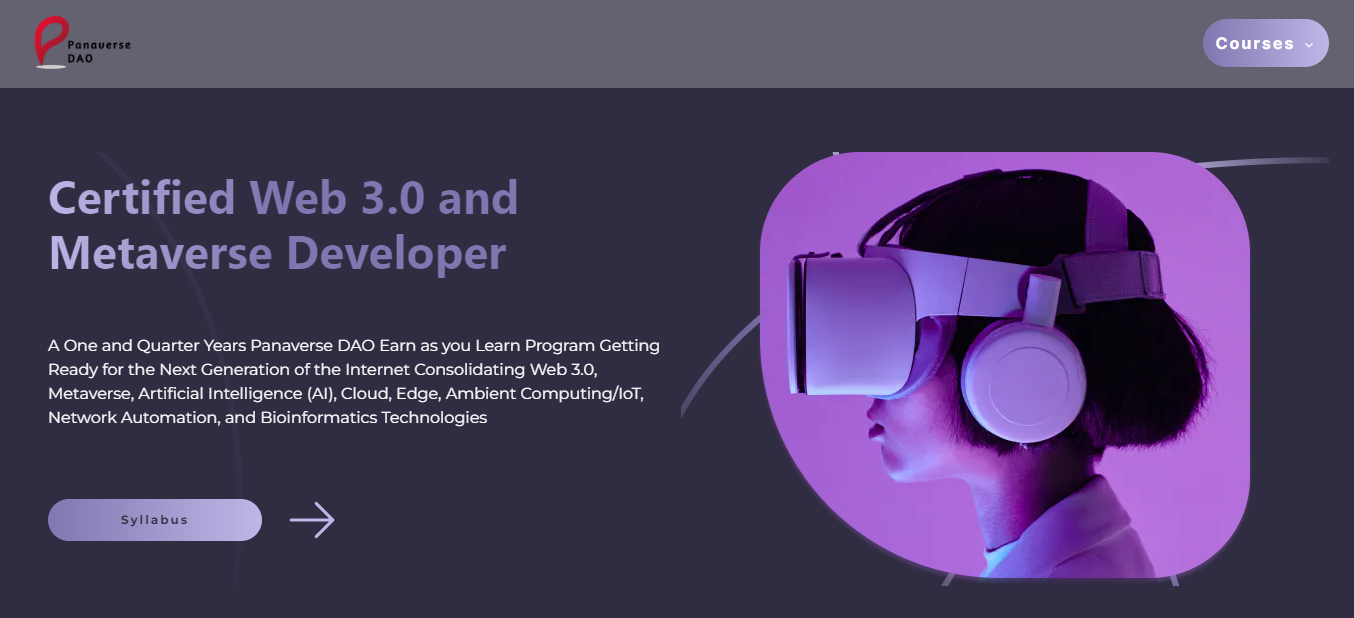 Panaverse
DAO
Courses
Certified Web 3.0 and
Metaverse Developer
A One and Quarter Years Panaverse DAO Earn as you Learn Program Getting
Ready for the Next Generation of the Internet Consolidating Web 3.0,
Metaverse, Artificial Intelligence (AI), Cloud, Edge, Ambient Computing/IoT,
Network Automation, and Bioinformatics Technologies
Syllabus